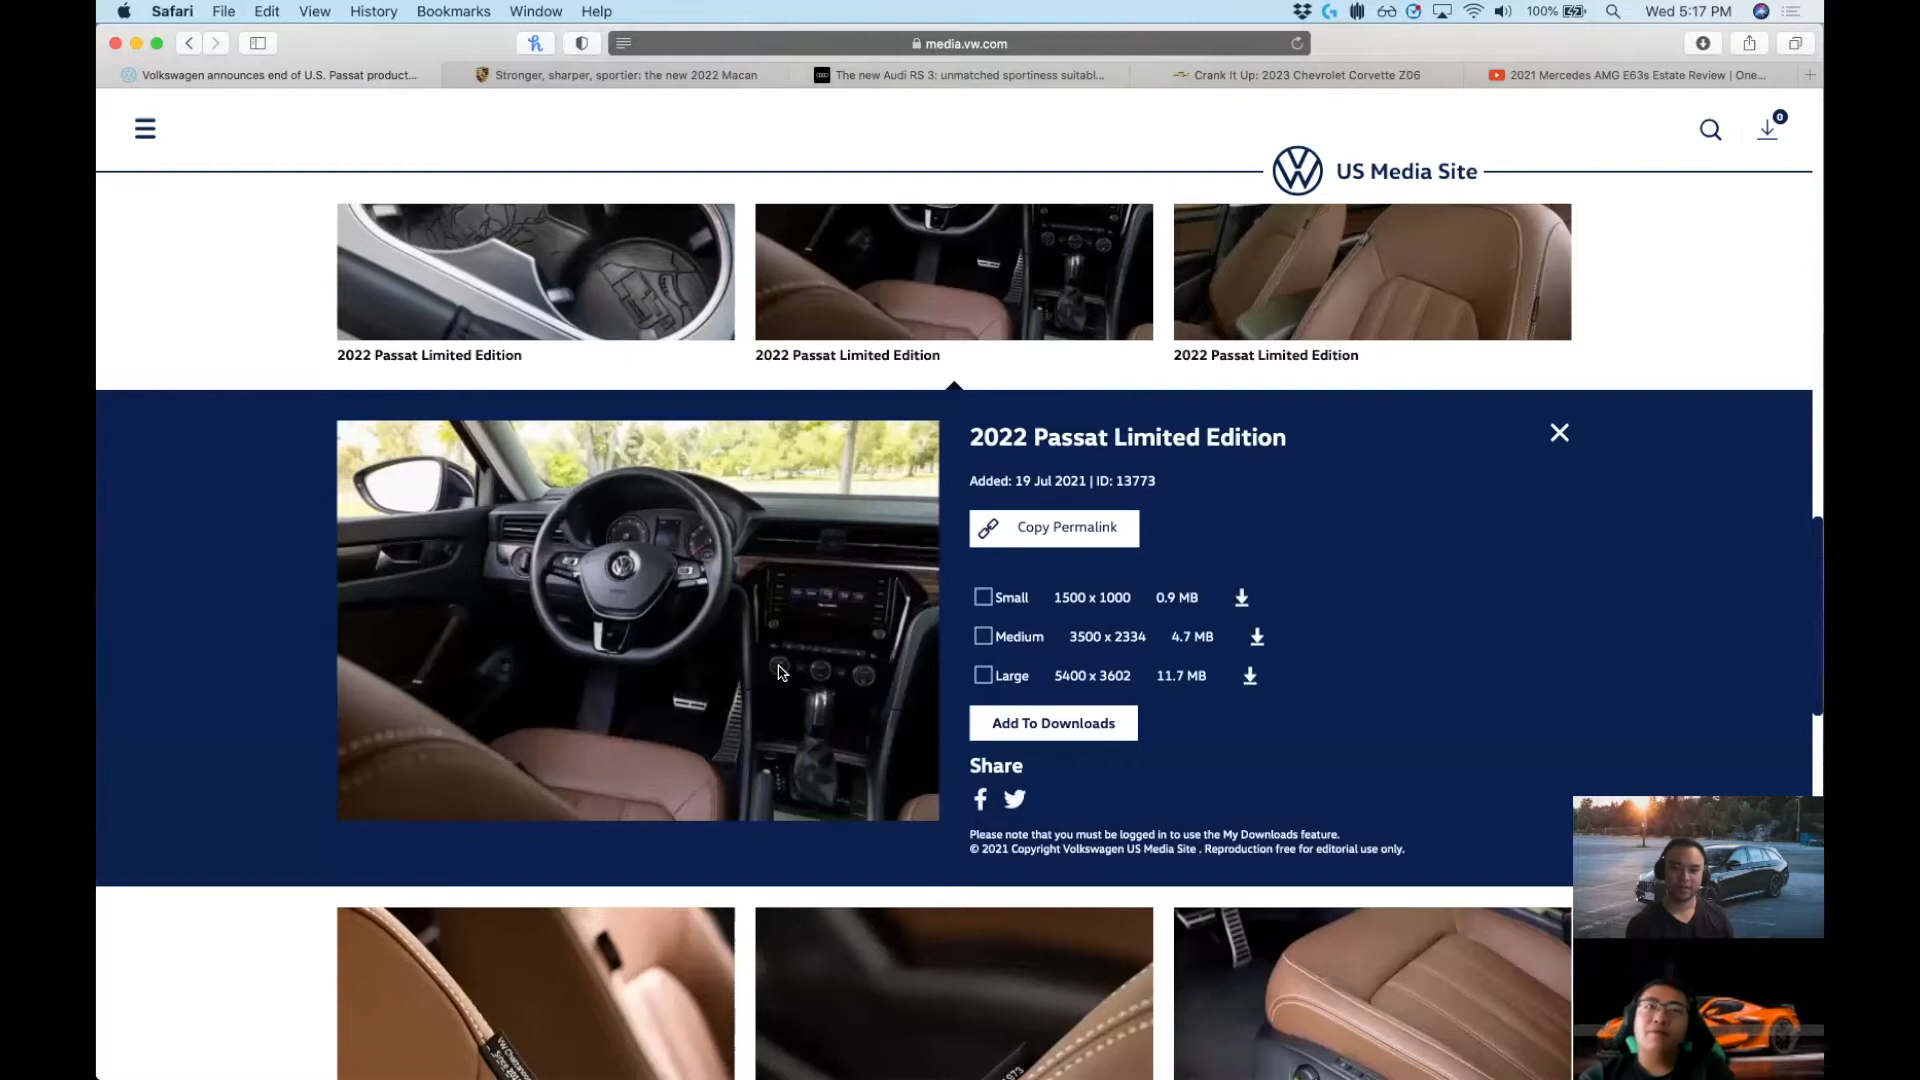 Safari File Edit View History Bookmarks Window Help 100% Wed 5:17 PM
media.vw.com
Volkswagen announces end of U.S. Passat product... Stronger, sharper, sportier: the new 2022 Macan The new Audi RS 3: unmatched sportiness suitabl... Crank It Up: 2023 Chevrolet Corvette Z06 2021 Mercedes AMG E63s Estate Review | One...
0
US Media Site
2022 Passat Limited Edition 2022 Passat Limited Edition 2022 Passat Limited Edition
2022 Passat Limited Edition
Added: 19 Jul 2021 | ID: 13773
Copy Permalink
Small 1500 x 1000 0.9 MB
Medium 3500 x 2334 4.7 MB
Large 5400 x 3602 11.7 MB
Add To Downloads
Share
Please note that you must be logged in to use the My Downloads feature.
© 2021 Copyright Volkswagen US Media Site . Reproduction free for editorial use only.